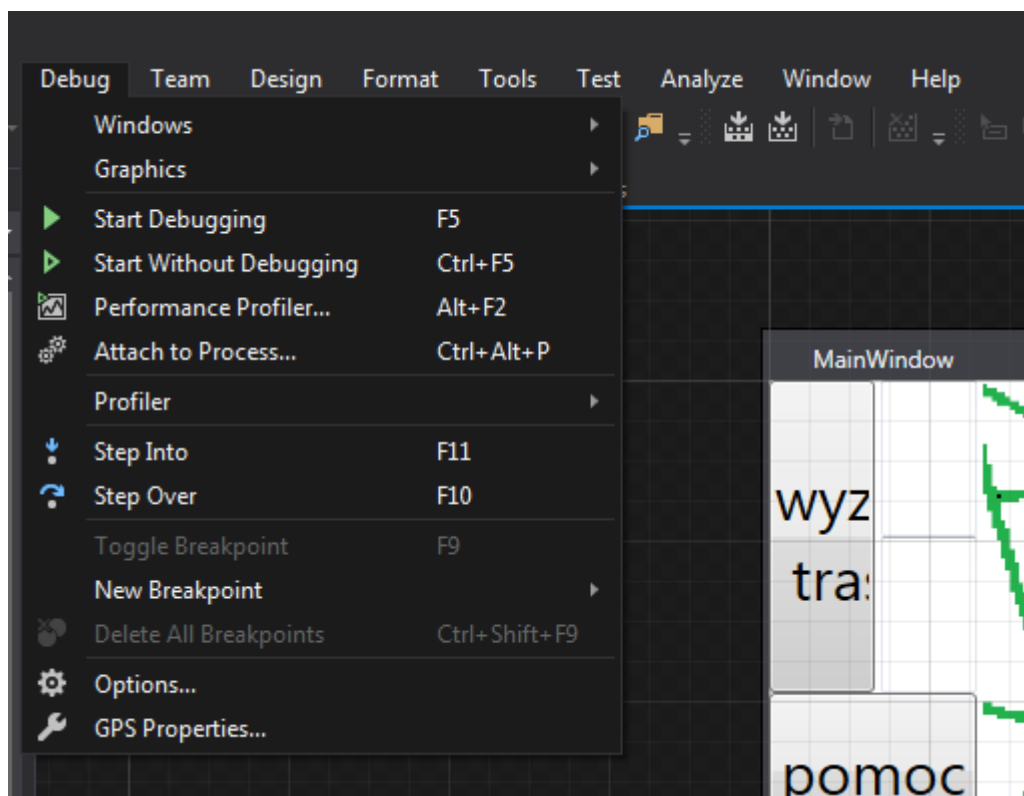 Debug Team Design Format Tools Test Analyze Window Help
Windows
Graphics
Start Debugging F5
Start Without Debugging Ctrl+F5
Performance Profiler... Alt+F2
Attach to Process... Ctrl+Alt+P
Profiler
Step Into F11
Step Over F10
Toggle Breakpoint F9
New Breakpoint
Delete All Breakpoints Ctrl+Shift+F9
Options...
GPS Properties...
MainWindow
wyz
tras
pomoc